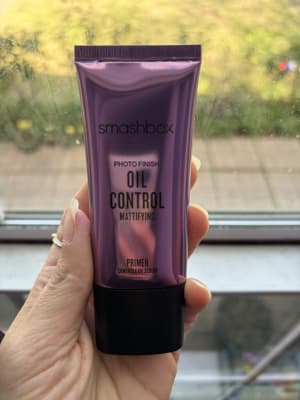 smashbox
PHOTO FINISH
OIL
CONTROL
MATTIFYING
PRIMER